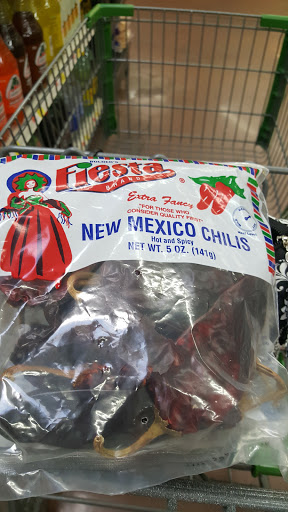 Fiesta
BRAND
®
Extra Fancy
"FOR THOSE WHO
CONSIDER QUALITY FIRST"
NEW MEXICO CHILIS
Hot and Spicy
NET WT. 5 OZ. (141g)